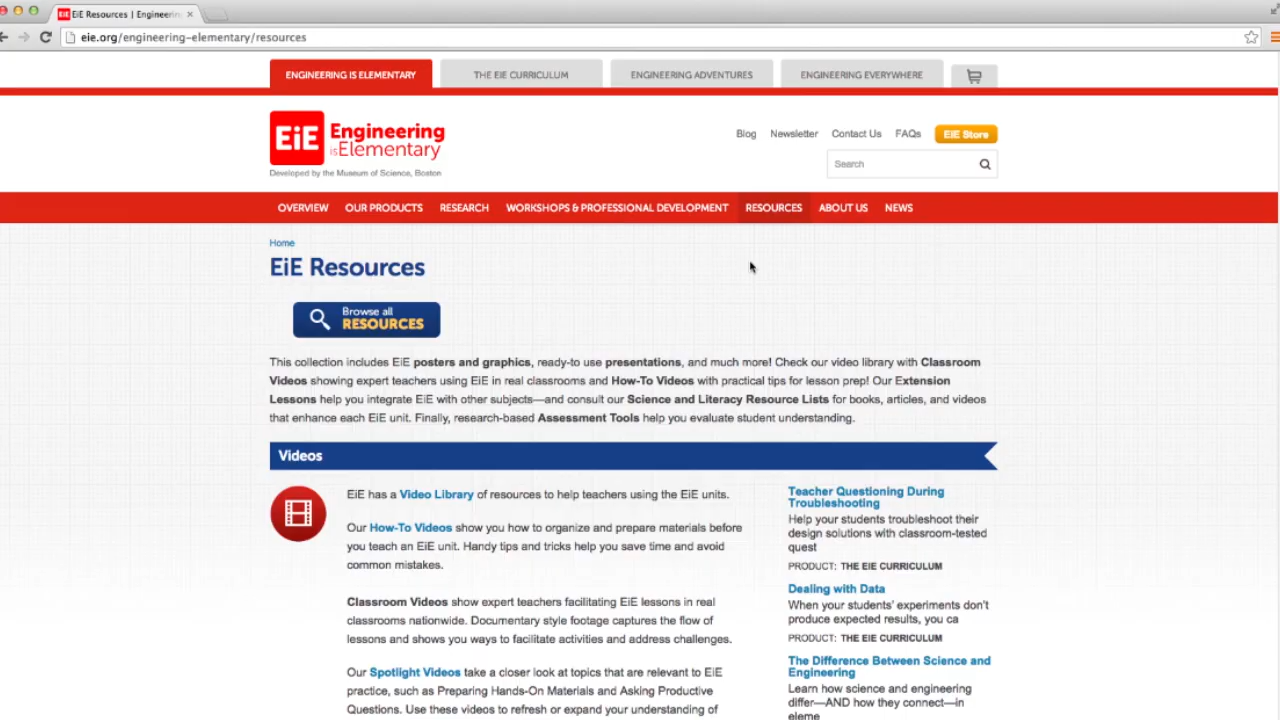 EiE Resources | Engineerin
eie.org/engineering-elementary/resources
ENGINEERING IS ELEMENTARY
THE EIE CURRICULUM
ENGINEERING ADVENTURES
ENGINEERING EVERYWHERE
EiE Engineering
isElementary
Developed by the Museum of Science, Boston
Blog Newsletter Contact Us FAQs EiE Store
Search
OVERVIEW OUR PRODUCTS RESEARCH WORKSHOPS & PROFESSIONAL DEVELOPMENT RESOURCES ABOUT US NEWS
Home
EiE Resources
Browse all
RESOURCES
This collection includes EiE posters and graphics, ready-to use presentations, and much more! Check our video library with Classroom
Videos showing expert teachers using EiE in real classrooms and How-To Videos with practical tips for lesson prep! Our Extension
Lessons help you integrate EiE with other subjects—and consult our Science and Literacy Resource Lists for books, articles, and videos
that enhance each EiE unit. Finally, research-based Assessment Tools help you evaluate student understanding.
Videos
EiE has a Video Library of resources to help teachers using the EiE units.
Our How-To Videos show you how to organize and prepare materials before
you teach an EiE unit. Handy tips and tricks help you save time and avoid
common mistakes.
Classroom Videos show expert teachers facilitating EiE lessons in real
classrooms nationwide. Documentary style footage captures the flow of
lessons and shows you ways to facilitate activities and address challenges.
Our Spotlight Videos take a closer look at topics that are relevant to EiE
practice, such as Preparing Hands-On Materials and Asking Productive
Questions. Use these videos to refresh or expand your understanding of
Teacher Questioning During
Troubleshooting
Help your students troubleshoot their
design solutions with classroom-tested
quest
PRODUCT: THE EIE CURRICULUM
Dealing with Data
When your students' experiments don't
produce expected results, you ca
PRODUCT: THE EIE CURRICULUM
The Difference Between Science and
Engineering
Learn how science and engineering
differ—AND how they connect—in
eleme